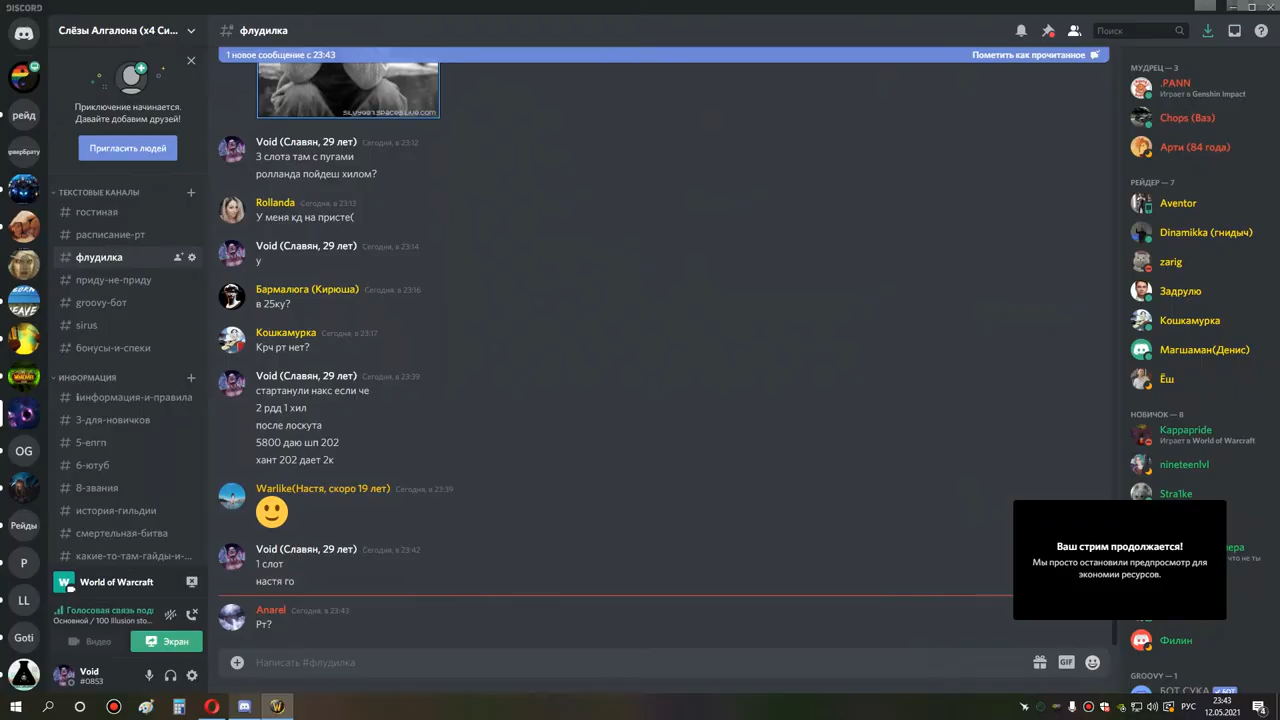 DISCORD
Слёзы Алгалона (x4 Си...
флудилка
Поиск
Приключение начинается.
Давайте добавим друзей!
Пригласить людей
ТЕКСТОВЫЕ КАНАЛЫ
гостиная
расписание-рт
флудилка
приду-не-приду
groovy-бот
sirus
бонусы-и-спеки
ИНФОРМАЦИЯ
информация-и-правила
3-для-новичков
5-епгп
6-ютуб
8-звания
история-гильдии
смертельная-битва
какие-то-там-гайды-и-...
World of Warcraft
Голосовая связь подк
Основной / 100 Illusion sto...
Видео
Экран
Void
#0853
рейд
OG
Рейды
P
LL
Goti
1 новое сообщение с 23:43
Пометить как прочитанное
SILVYOO1.SPACES.LIVE.COM
Void (Славян, 29 лет) Сегодня, в 23:12
3 слота там с пугами
ролланда пойдеш хилом?
Rollanda Сегодня, в 23:13
У меня кд на присте(
Void (Славян, 29 лет) Сегодня, в 23:14
у
Бармалюга (Кирюша) Сегодня, в 23:16
в 25ку?
Кошкамурка Сегодня, в 23:17
Крч рт нет?
Void (Славян, 29 лет) Сегодня, в 23:39
стартанули накс если че
2 рдд 1 хил
после лоскута
5800 даю шп 202
хант 202 дает 2к
Warlike(Настя, скоро 19 лет) Сегодня, в 23:39
Void (Славян, 29 лет) Сегодня, в 23:42
1 слот
настя го
Anarel Сегодня, в 23:43
Рт?
Написать #флудилка
GIF
МУДРЕЦ — 3
.PANN
Играет в Genshin Impact
Chops (Ваз)
Арти (84 года)
РЕЙДЕР — 7
Aventor
Dinamikka (гнидыч)
zarig
Задрулю
Кошкамурка
Магшаман(Денис)
Ёш
НОВИЧОК — 8
Kappapride
Играет в World of Warcraft
nineteenlvl
Stra1ke
Ваш стрим продолжается!
Мы просто остановили предпросмотр для
экономии ресурсов.
Филин
GROOVY — 1
БОТ СУКА БОТ
РУС
23:43
12.05.2021
4